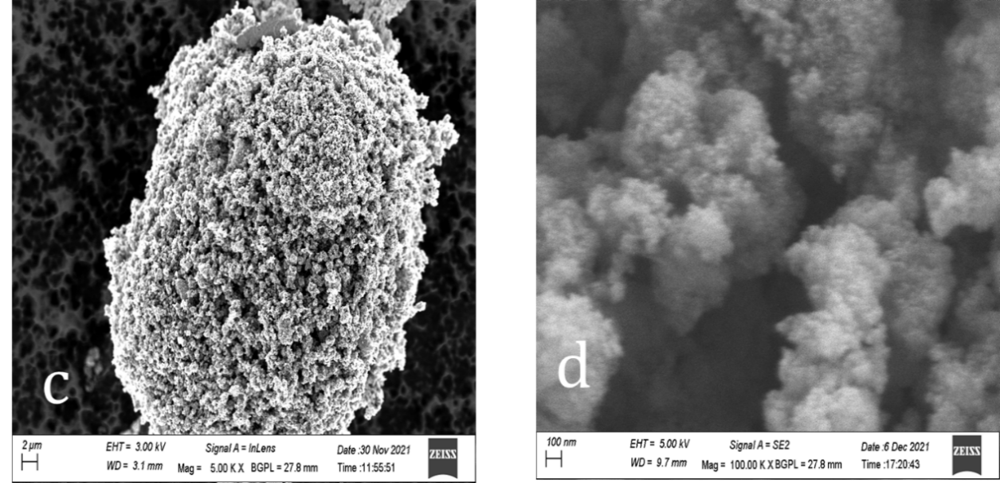 c
2 µm
EHT = 3.00 kV Signal A = InLens Date :30 Nov 2021
WD = 3.1 mm Mag = 5.00 K X BGPL = 27.8 mm Time :11:55:51
ZEISS
d
100 nm
EHT = 5.00 kV Signal A = SE2 Date :6 Dec 2021
WD = 9.7 mm Mag = 100.00 K X BGPL = 27.8 mm Time :17:20:43
ZEISS